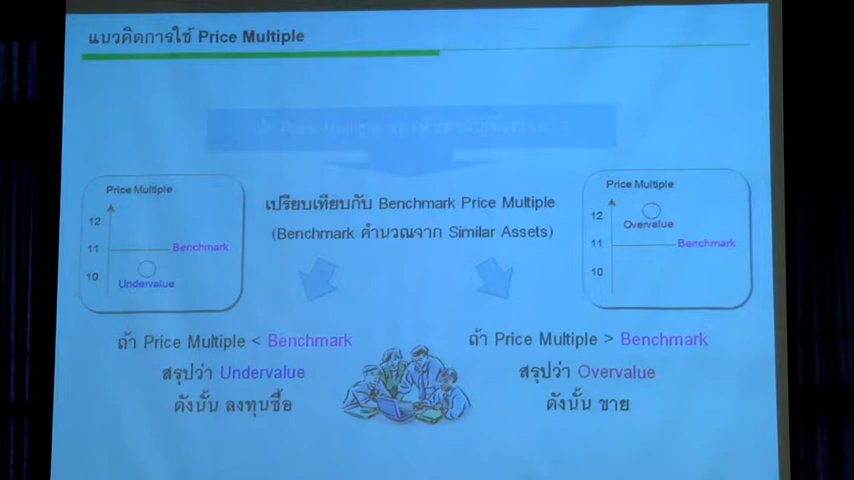 แนวคิดการใช้ Price Multiple
Price Multiple
12
11
Benchmark
10
Undervalue
เปรียบเทียบกับ Benchmark Price Multiple
(Benchmark คำนวณจาก Similar Assets)
Price Multiple
12
Overvalue
11
Benchmark
10
ถ้า Price Multiple < Benchmark
สรุปว่า Undervalue
ดังนั้น ลงทุนซื้อ
ถ้า Price Multiple > Benchmark
สรุปว่า Overvalue
ดังนั้น ขาย